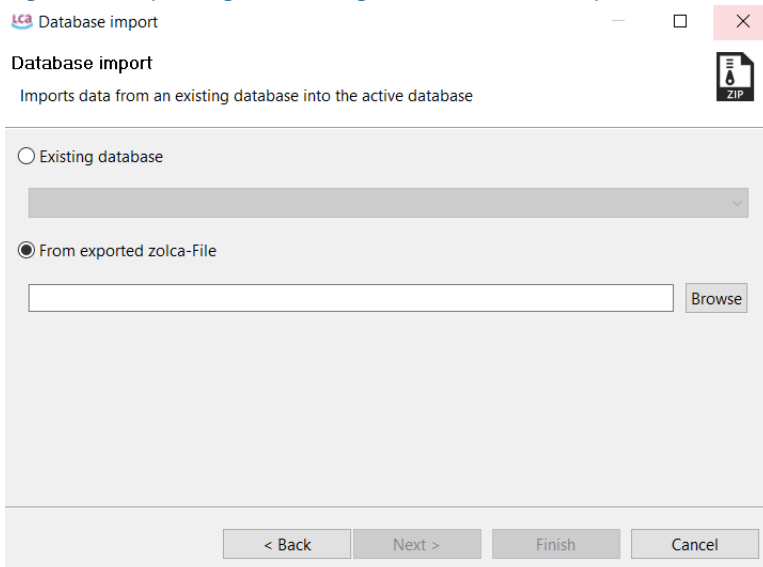 LCa Database import
Database import
Imports data from an existing database into the active database
ZIP
Existing database
From exported zolca-File
Browse
< Back Next > Finish Cancel